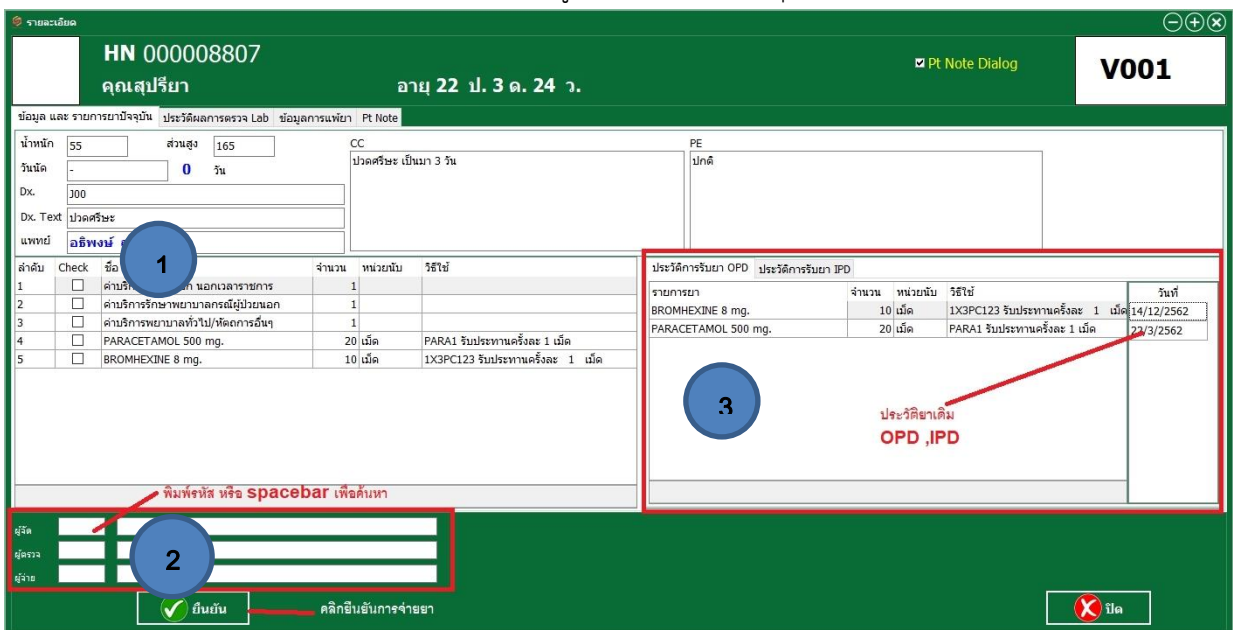 รายละเอียด
HN 000008807
คุณสุปรียา
อายุ 22 ป. 3 ด. 24 ว.
Pt Note Dialog
V001
ข้อมูล และ รายการยาปัจจุบัน ประวัติผลการตรวจ Lab ข้อมูลการแพ้ยา Pt Note
น้ำหนัก 55 ส่วนสูง 165
วันนัด - 0 วัน
Dx. J00
Dx. Text ปวดศรีษะ
แพทย์ อธิพงษ์
CC
ปวดศรีษะ เป็นมา 3 วัน
PE
ปกติ
1
ลำดับ Check ชื่อ จำนวน หน่วยนับ วิธีใช้
1 นอกเวลาราชการ 1
2 ค่าบริการรักษาพยาบาลกรณีผู้ป่วยนอก 1
3 ค่าบริการพยาบาลทั่วไป/หัตถการอื่นๆ 1
4 PARACETAMOL 500 mg. 20 เม็ด PARA1 รับประทานครั้งละ 1 เม็ด
5 BROMHEXINE 8 mg. 10 เม็ด 1X3PC123 รับประทานครั้งละ 1 เม็ด
ประวัติการรับยา OPD ประวัติการรับยา IPD
รายการยา จำนวน หน่วยนับ วิธีใช้ วันที่
BROMHEXINE 8 mg. 10 เม็ด 1X3PC123 รับประทานครั้งละ 1 เม็ด 14/12/2562
PARACETAMOL 500 mg. 20 เม็ด PARA1 รับประทานครั้งละ 1 เม็ด 22/3/2562
3
ประวัติยาเดิม
OPD ,IPD
พิมพ์รหัส หรือ spacebar เพื่อค้นหา
ผู้จัด
ผู้ตรวจ
ผู้จ่าย
2
ยืนยัน
คลิกยืนยันการจ่ายยา
ปิด